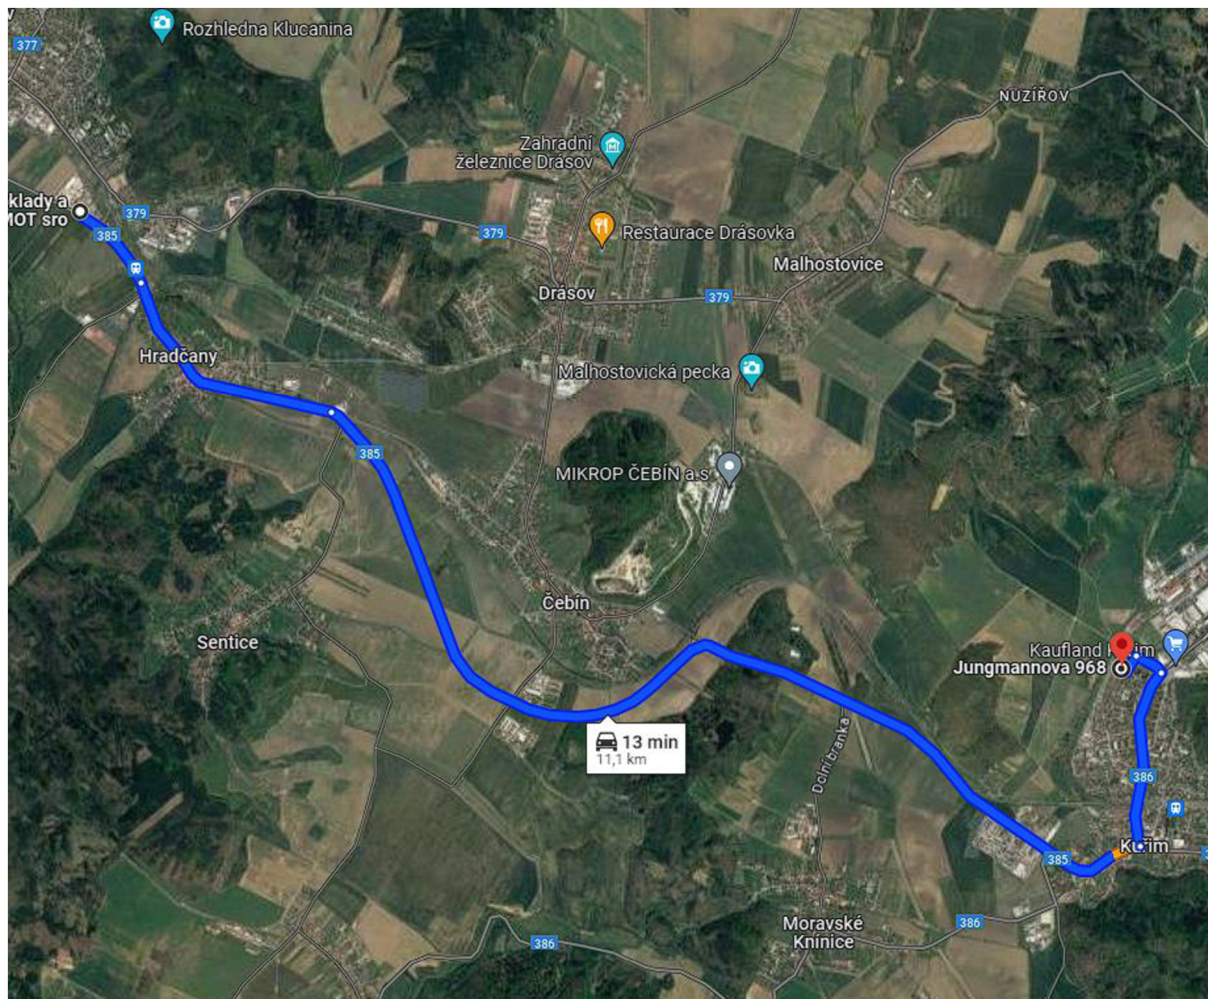 Rozhledna Klucanina
377
NUZÍŘOV
Zahradní
železnice Drásov
klady a
MOT sro
379
385
379
Restaurace Drásovka
Malhostovice
Drásov
379
Hradčany
Malhostovická pecka
385
MIKROP ČEBÍN a.s
Čebín
Sentice
Kaufland Kuřim
Jungmannova 968
13 min
11,1 km
Dolní branka
386
Kuřim
385
Moravské
Knínice
386
386